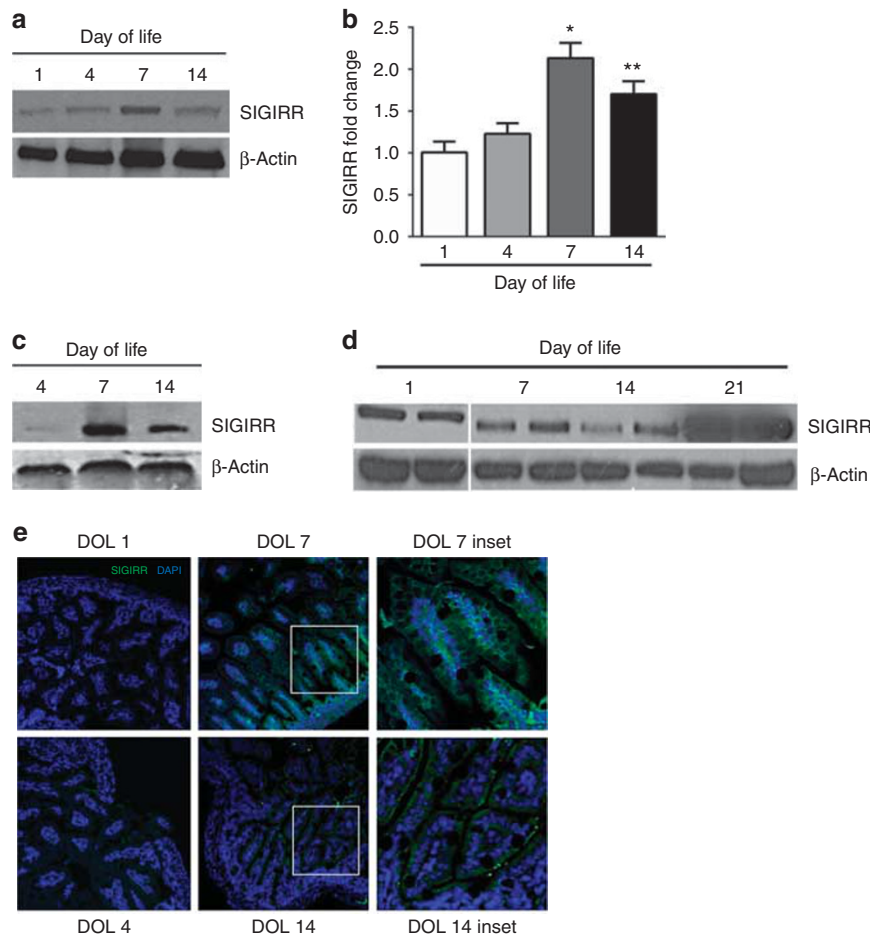 a
Day of life
1 4 7 14
SIGIRR
β-Actin
b
SIGIRR fold change
2.5
2.0
1.5
1.0
0.5
0.0
*
**
1 4 7 14
Day of life
c
Day of life
4 7 14
SIGIRR
β-Actin
d
Day of life
1 7 14 21
SIGIRR
β-Actin
e
DOL 1 DOL 7 DOL 7 inset
SIGIRR DAPI
DOL 4 DOL 14 DOL 14 inset